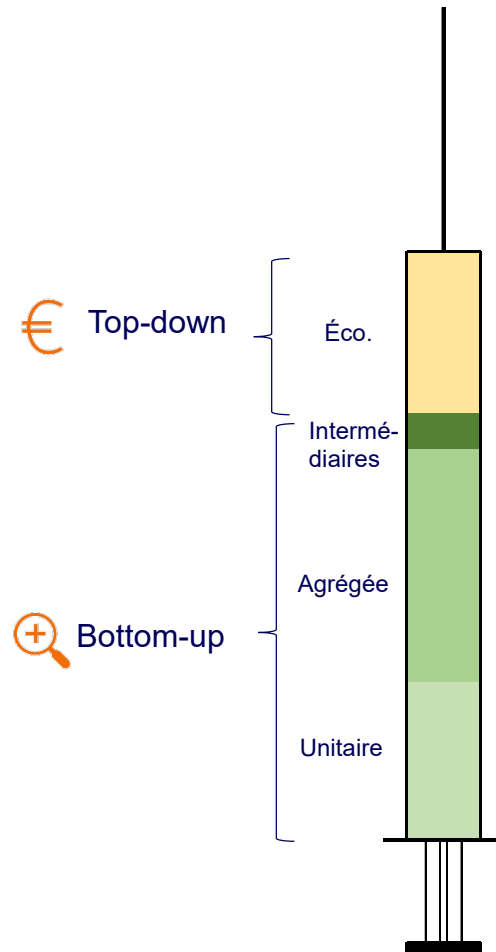 Top-down
Éco.
Intermé-
diaires
Agrégée
Bottom-up
Unitaire